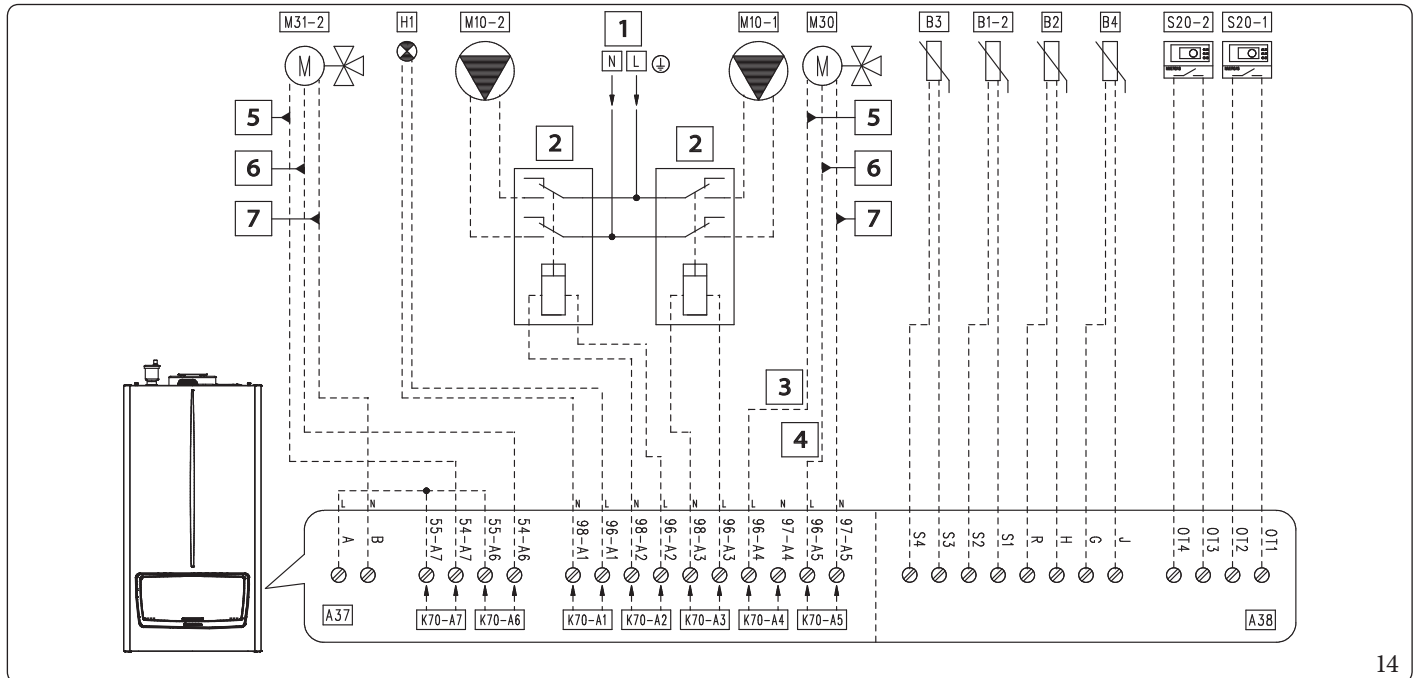 M31-2 H1 M10-2 1 M10-1 M30 B3 B1-2 B2 B4 S20-2 S20-1
N L
M M
5 5
2 2
6 6
7 7
3
4
L N N L N L N L L N L N
A B 55-A7 54-A7 55-A6 54-A6 98-A1 96-A1 98-A2 96-A2 98-A3 96-A3 96-A4 97-A4 96-A5 97-A5 S4 S3 S2 S1 R H G J OT4 OT3 OT2 OT1
A37 K70-A7 K70-A6 K70-A1 K70-A2 K70-A3 K70-A4 K70-A5 A38
14